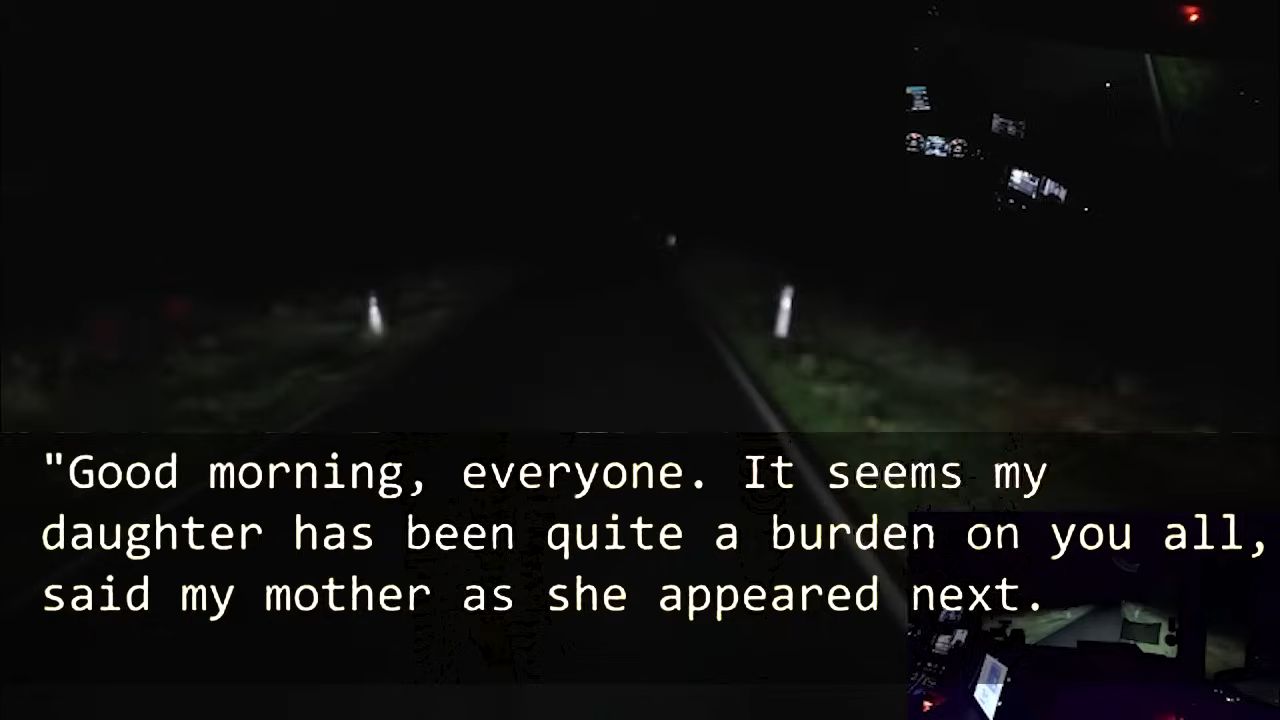 "Good morning, everyone. It seems my
daughter has been quite a burden on you all,
said my mother as she appeared next.